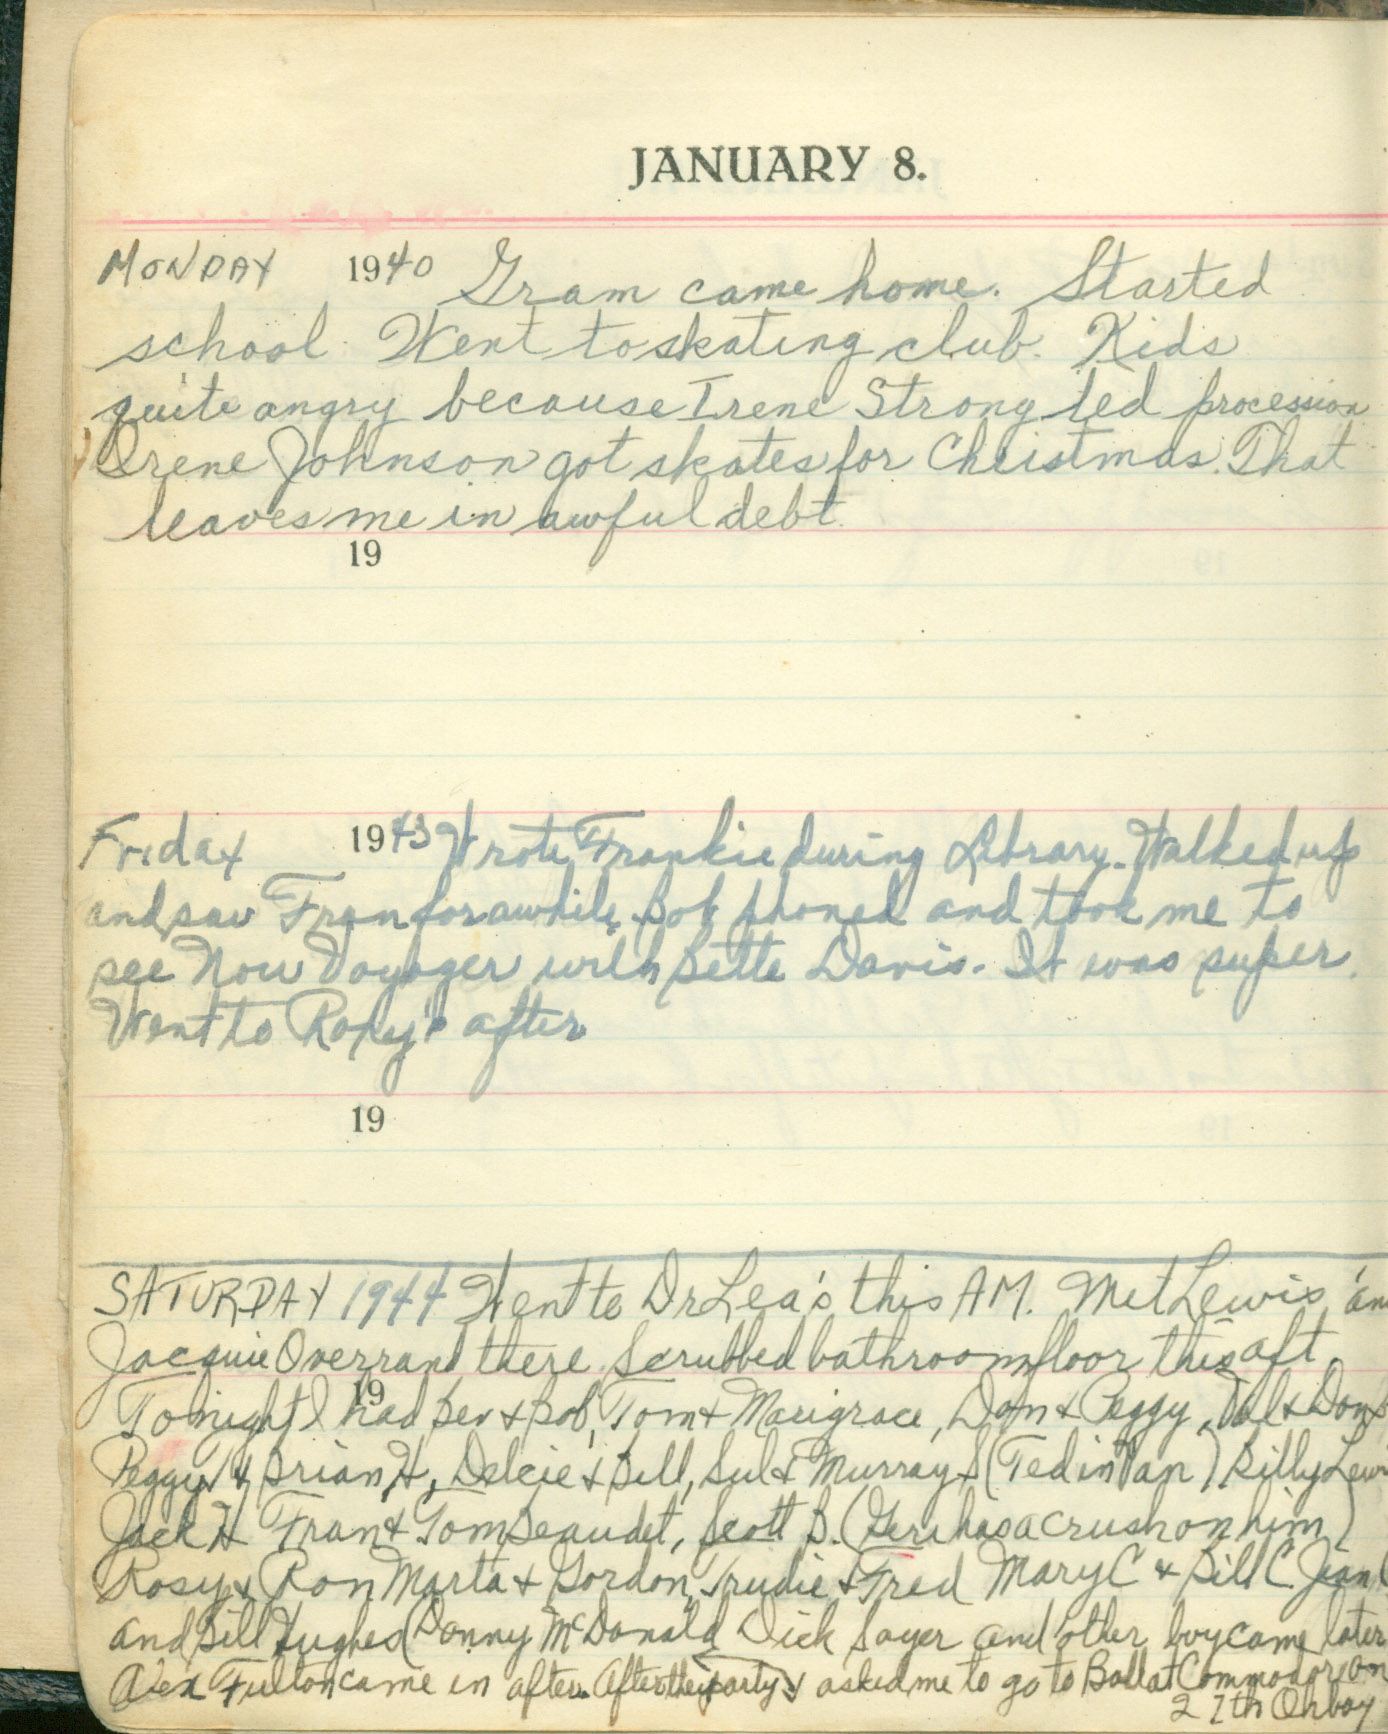 JANUARY 8.
MONDAY 1940 Gram came home. Started
school. Went to skating club. Kids
quite angry because Irene Strong led procession
Irene Johnson got skates for Christmas. That
leaves me in awful debt.
19
Friday 1943 Wrote Frankie during Library. Walked up
and saw Fran for awhile. Bob phoned and took me to
see Now Voyager with Bette Davis. It was super.
Went to Roxy's after
19
SATURDAY 1944 Went to Dr Lea's this AM. Met Lewis an
Jacquie Overrand there. Scrubbed bathroom floor this aft.
19
Tonight I had Bev & Bob, Tom & Marigrace, Don & Peggy, Val & Don
Peggy & Brian H, Delcie & Bill, Sul & Murray S (Ted in Van) Billy Lew
Jack H Fran & Tom Beaudet, Scott B. (Geri has a crush on him)
Rosy & Ron Marta & Gordon, Trudie & Fred Mary C & Bill C Jean
and Bill Hughes (Donny McDonald Dick Sayer and other boy came later
Alex Fulton came in after. After the party asked me to go to Ball at Commodore on
27th Oh boy